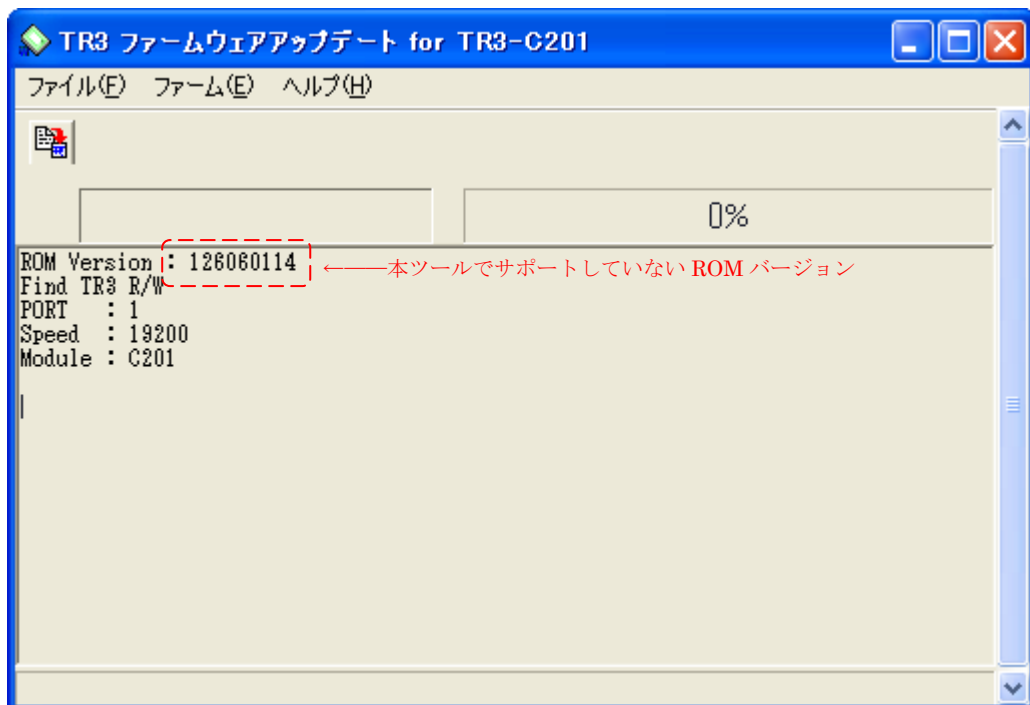 TR3 ファームウェアアップデート for TR3-C201
ファイル(F) ファーム(E) ヘルプ(H)
0%
ROM Version : 126060114 ←――本ツールでサポートしていない ROM バージョン
Find TR3 R/W
PORT : 1
Speed : 19200
Module : C201